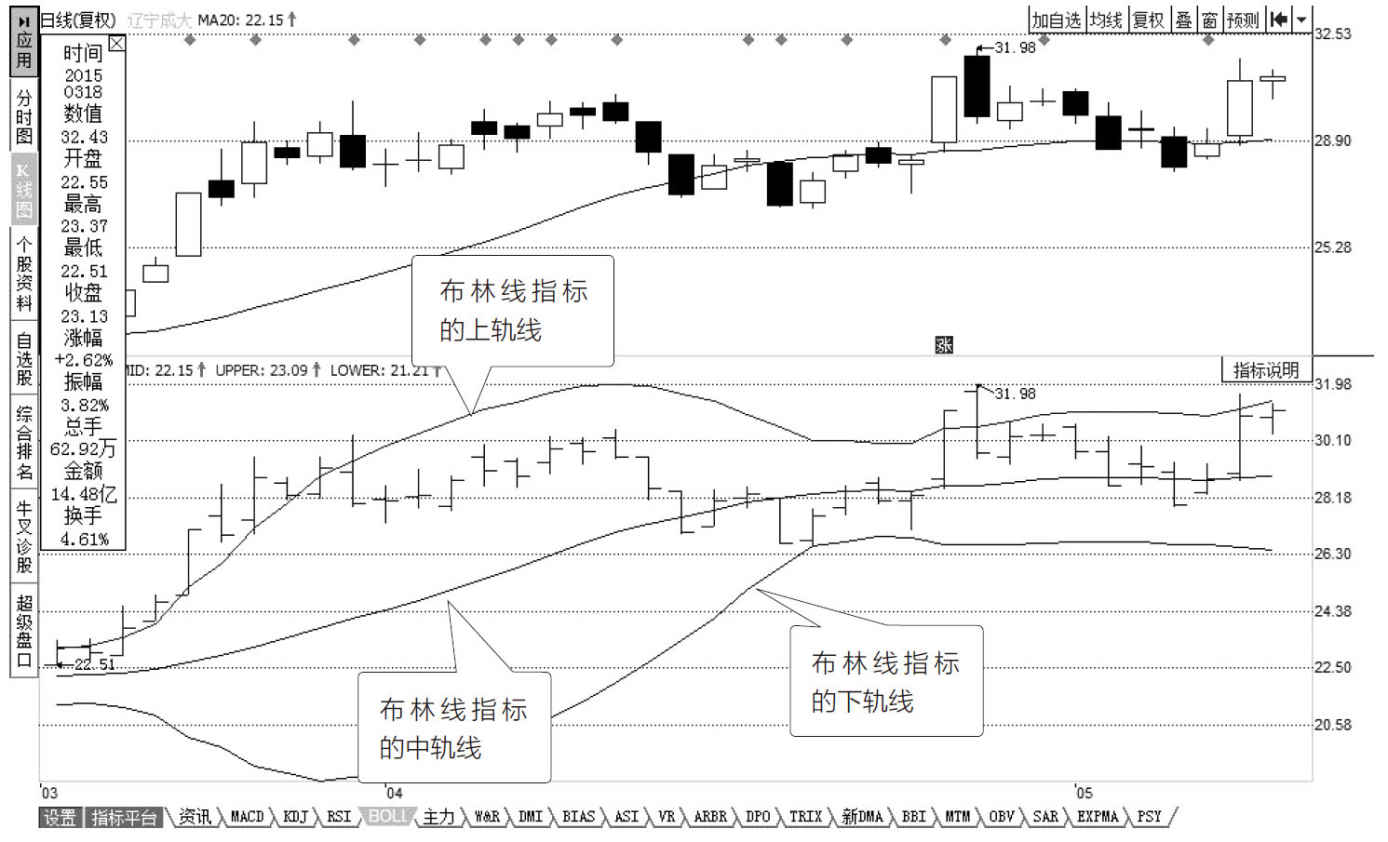 日线(复权) 辽宁成大 MA20: 22.15↑
加自选 均线 复权 叠 窗 预测
应用
分时图
K线图
个股资料
自选股
综合排名
牛叉诊股
超级盘口
时间
2015
0318
数值
32.43
开盘
22.55
最高
23.37
最低
22.51
收盘
23.13
涨幅
+2.62%
振幅
3.82%
总手
62.92万
金额
14.48亿
换手
4.61%
32.53
31.98
28.90
25.28
布林线指标
的上轨线
涨
MID: 22.15↑ UPPER: 23.09↑ LOWER: 21.21↑
指标说明
31.98
31.98
30.10
28.18
26.30
24.38
22.50
20.58
22.51
布林线指标
的中轨线
布林线指标
的下轨线
03
04
05
设置 指标平台 资讯 MACD KDJ RSI BOLL 主力 W&R DMI BIAS ASI VR ARBR DPO TRIX 新DMA BBI MTM OBV SAR EXPMA PSY